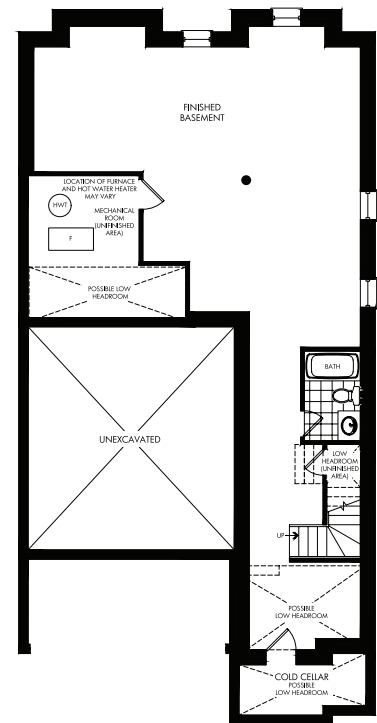 FINISHED
BASEMENT
LOCATION OF FURNACE
AND HOT WATER HEATER
MAY VARY
HWT
MECHANICAL
ROOM
(UNFINISHED
AREA)
F
POSSIBLE LOW
HEADROOM
BATH
UNEXCAVATED
LOW
HEADROOM
(UNFINISHED
AREA)
UP
POSSIBLE
LOW HEADROOM
COLD CELLAR
POSSIBLE
LOW HEADROOM